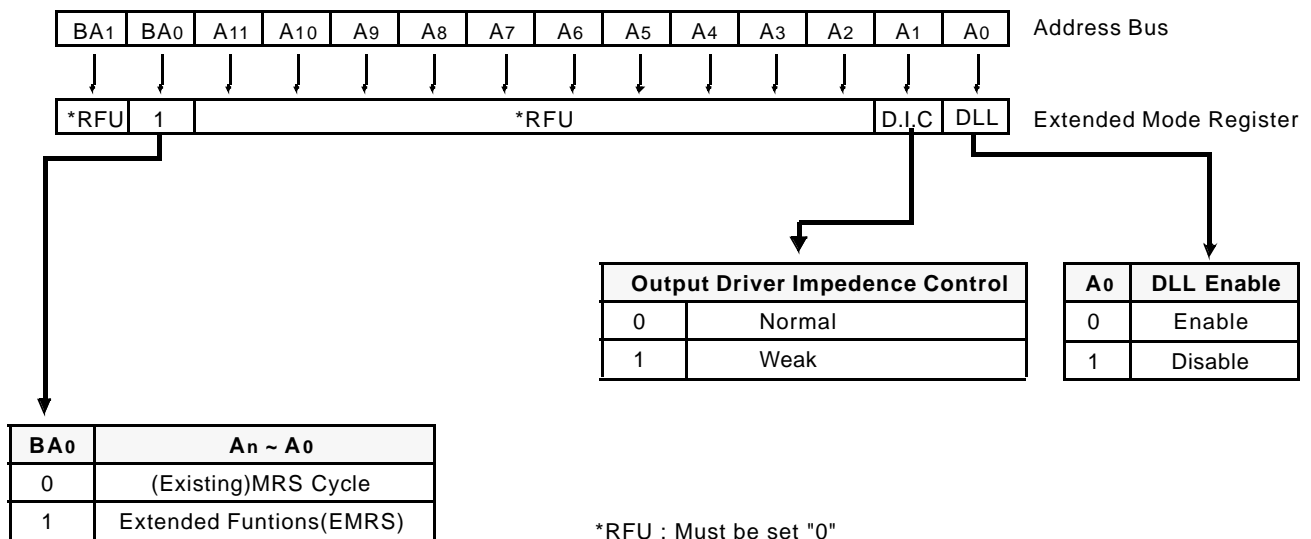 BA1 BA0 A11 A10 A9 A8 A7 A6 A5 A4 A3 A2 A1 A0 Address Bus
*RFU 1 *RFU D.I.C DLL Extended Mode Register
Output Driver Impedence Control
0 Normal
1 Weak
A0 DLL Enable
0 Enable
1 Disable
BA0 An ~ A0
0 (Existing)MRS Cycle
1 Extended Funtions(EMRS)
*RFU : Must be set "0"